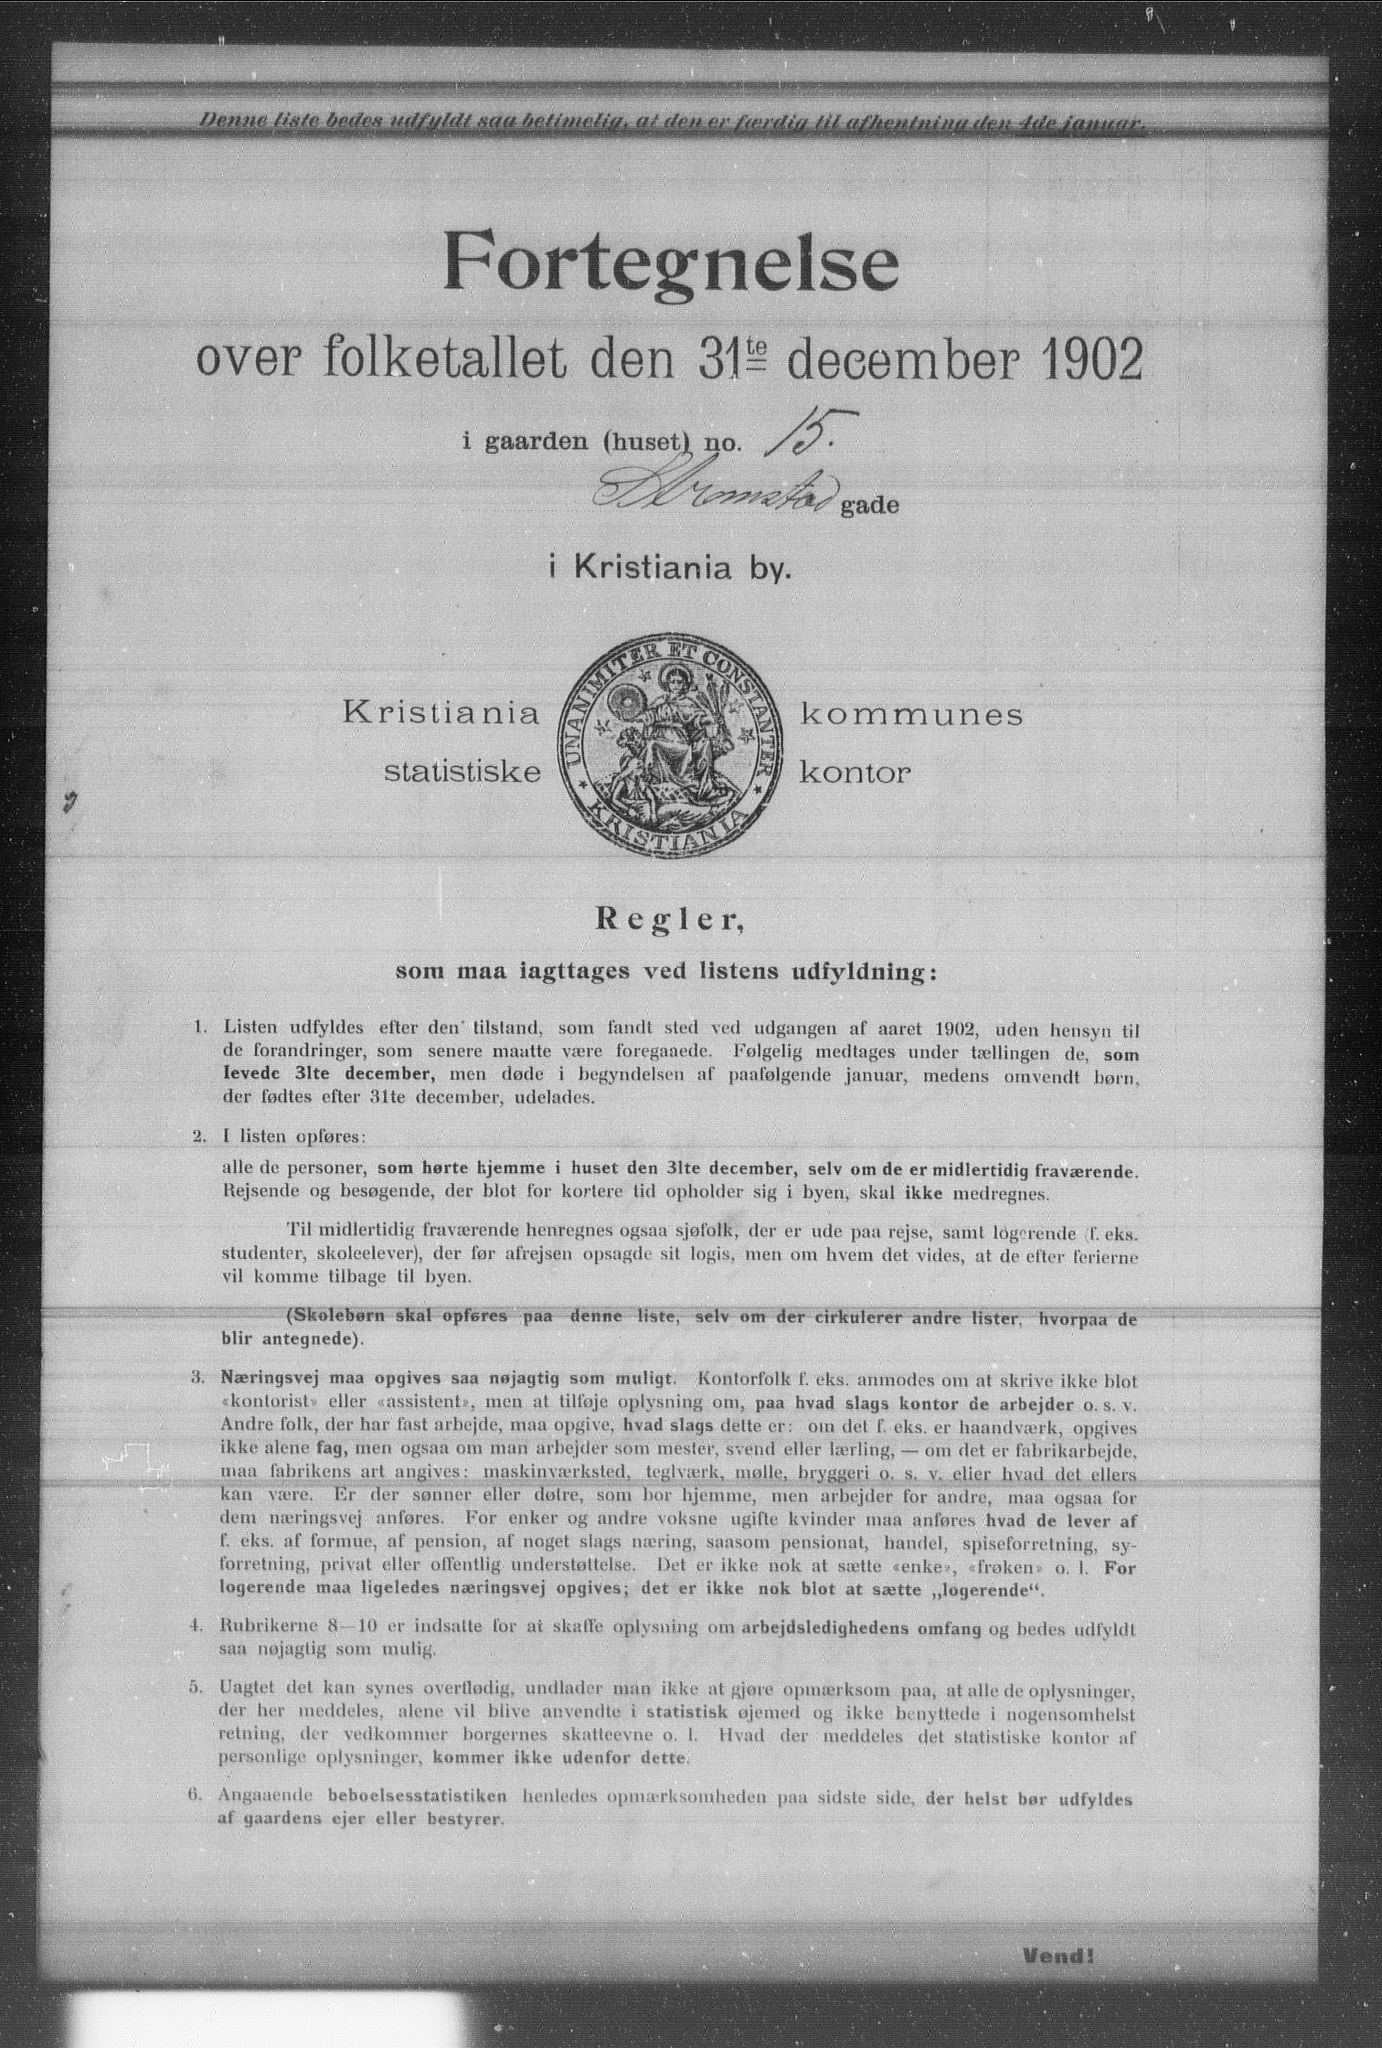 Denne liste bedes udfyldt saa betimelig, at den er færdig til afhentning den 4de januar.
Fortegnelse
over folketallet den 31te december 1902
i gaarden (huset) no. 15.
Strømstad gade
i Kristiania by.
UNANIMITER ET CONSTANTER
KRISTIANIA
Kristiania kommunes
statistiske kontor
Regler,
som maa iagttages ved listens udfyldning:
1. Listen udfyldes efter den tilstand, som fandt sted ved udgangen af aaret 1902, uden hensyn til
de forandringer, som senere maatte være foregaaede. Følgelig medtages under tællingen de, som
levede 31te december, men døde i begyndelsen af paafølgende januar, medens omvendt børn,
der fødtes efter 31te december, udelades.
2. I listen opføres:
alle de personer, som hørte hjemme i huset den 31te december, selv om de er midlertidig fraværende.
Rejsende og besøgende, der blot for kortere tid opholder sig i byen, skal ikke medregnes.
Til midlertidig fraværende henregnes ogsaa sjøfolk, der er ude paa rejse, samt logerende (f. eks.
studenter, skoleelever), der før afrejsen opsagde sit logis, men om hvem det vides, at de efter ferierne
vil komme tilbage til byen.
(Skolebørn skal opføres paa denne liste, selv om der cirkulerer andre lister, hvorpaa de
blir antegnede).
3. Næringsvej maa opgives saa nøjagtig som muligt. Kontorfolk f. eks. anmodes om at skrive ikke blot
«kontorist» eller «assistent», men at tilføje oplysning om, paa hvad slags kontor de arbejder o. s. v.
Andre folk, der har fast arbejde, maa opgive, hvad slags dette er: om det f. eks. er haandværk, opgives
ikke alene fag, men ogsaa om man arbejder som mester, svend eller lærling, — om det er fabrikarbejde,
maa fabrikens art angives: maskinværksted, teglværk, mølle, bryggeri o. s. v. eller hvad det ellers
kan være. Er der sønner eller døtre, som bor hjemme, men arbejder for andre, maa ogsaa for
dem næringsvej anføres. For enker og andre voksne ugifte kvinder maa anføres hvad de lever af
f. eks. af formue, af pension, af noget slags næring, saasom pensionat, handel, spiseforretning, sy-
forretning, privat eller offentlig understøttelse. Det er ikke nok at sætte «enke», «frøken» o. l. For
logerende maa ligeledes næringsvej opgives; det er ikke nok blot at sætte „logerende“.
4. Rubrikerne 8—10 er indsatte for at skaffe oplysning om arbejdsledighedens omfang og bedes udfyldt
saa nøjagtig som mulig.
5. Uagtet det kan synes overflødig, undlader man ikke at gjøre opmærksom paa, at alle de oplysninger,
der her meddeles, alene vil blive anvendte i statistisk øjemed og ikke benyttede i nogensomhelst
retning, der vedkommer borgernes skatteevne o. l. Hvad der meddeles det statistiske kontor af
personlige oplysninger, kommer ikke udenfor dette.
6. Angaaende beboelsesstatistiken henledes opmærksomheden paa sidste side, der helst bør udfyldes
af gaardens ejer eller bestyrer.
Vend!